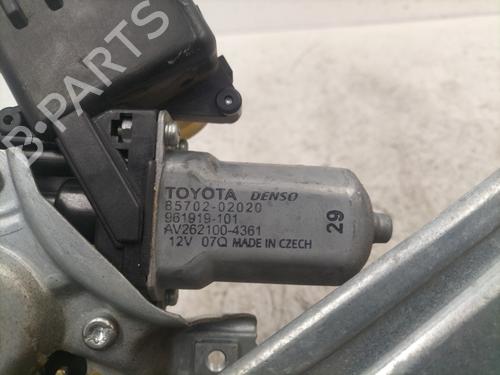 B-PARTS
TOYOTA DENSO
85702-02020
961919-101
AV262100-4361
12V 07Q MADE IN CZECH
29